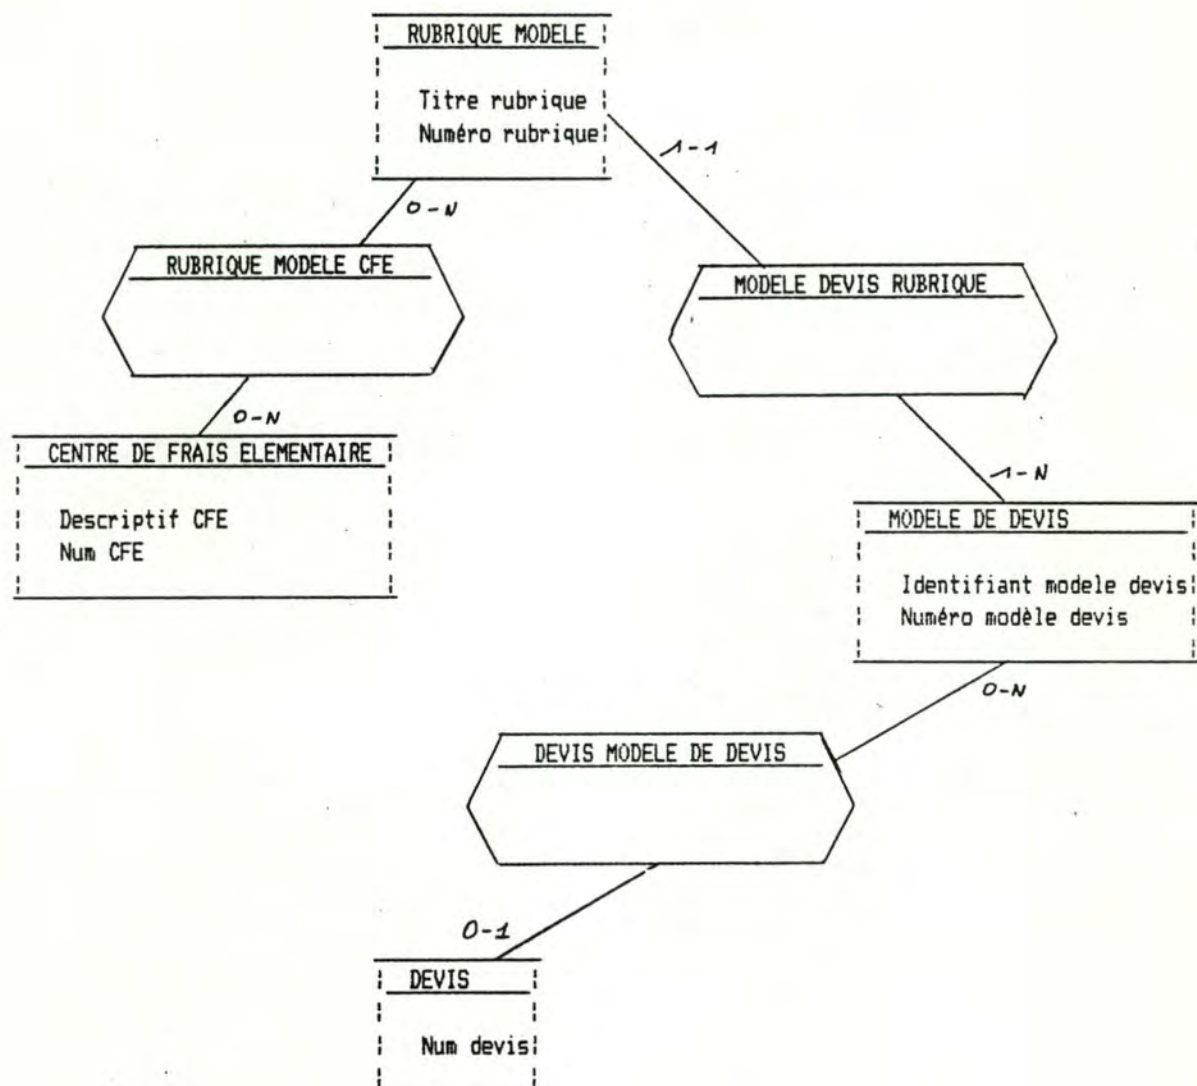 RUBRIQUE MODELE
Titre rubrique
Numéro rubrique
1-1
0-N
RUBRIQUE MODELE CFE
MODELE DEVIS RUBRIQUE
0-N
CENTRE DE FRAIS ELEMENTAIRE
Descriptif CFE
Num CFE
1-N
MODELE DE DEVIS
Identifiant modele devis
Numéro modèle devis
0-N
DEVIS MODELE DE DEVIS
0-1
DEVIS
Num devis